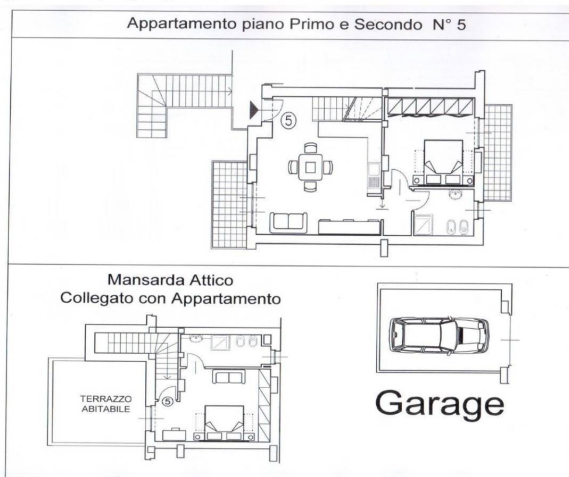 Appartamento piano Primo e Secondo N° 5
5
Mansarda Attico
Collegato con Appartamento
TERRAZZO
ABITABILE
5
Garage